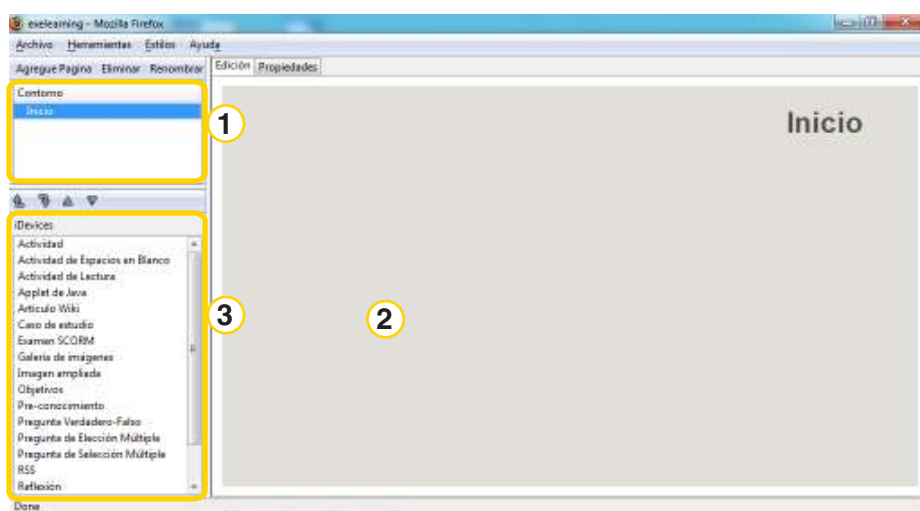 exelearning - Mozilla Firefox
Archivo Herramientas Estilos Ayuda
Agregue Pagina Eliminar Renombrar
Edición Propiedades
Contorno
Inicio
1
Inicio
iDevices
Actividad
Actividad de Espacios en Blanco
Actividad de Lectura
Applet de Java
Articulo Wiki
Caso de estudio
Examen SCORM
Galería de imágenes
Imagen ampliada
Objetivos
Pre-conocimiento
Pregunta Verdadero-Falso
Pregunta de Elección Múltiple
Pregunta de Selección Múltiple
RSS
Reflexión
3
2
Done